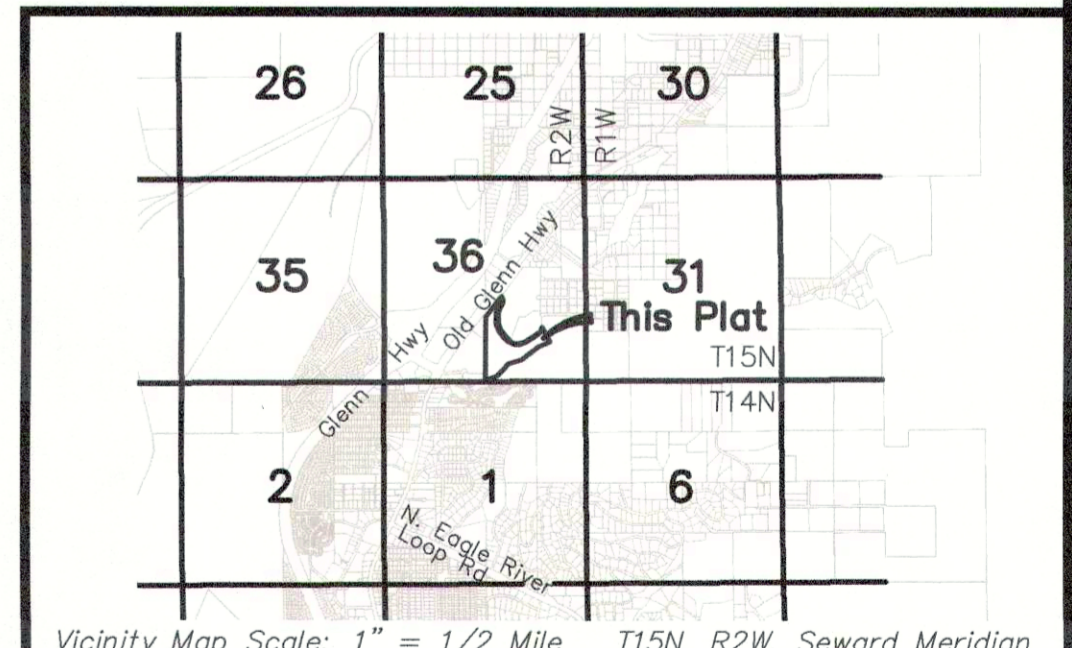 26 25 30
R2W R1W
35 36 31
Old Glenn Hwy
This Plat
Glenn Hwy
T15N
T14N
2 1 6
N. Eagle River
Loop Rd
Vicinity Map Scale: 1" = 1/2 Mile T15N R2W Seward Meridian